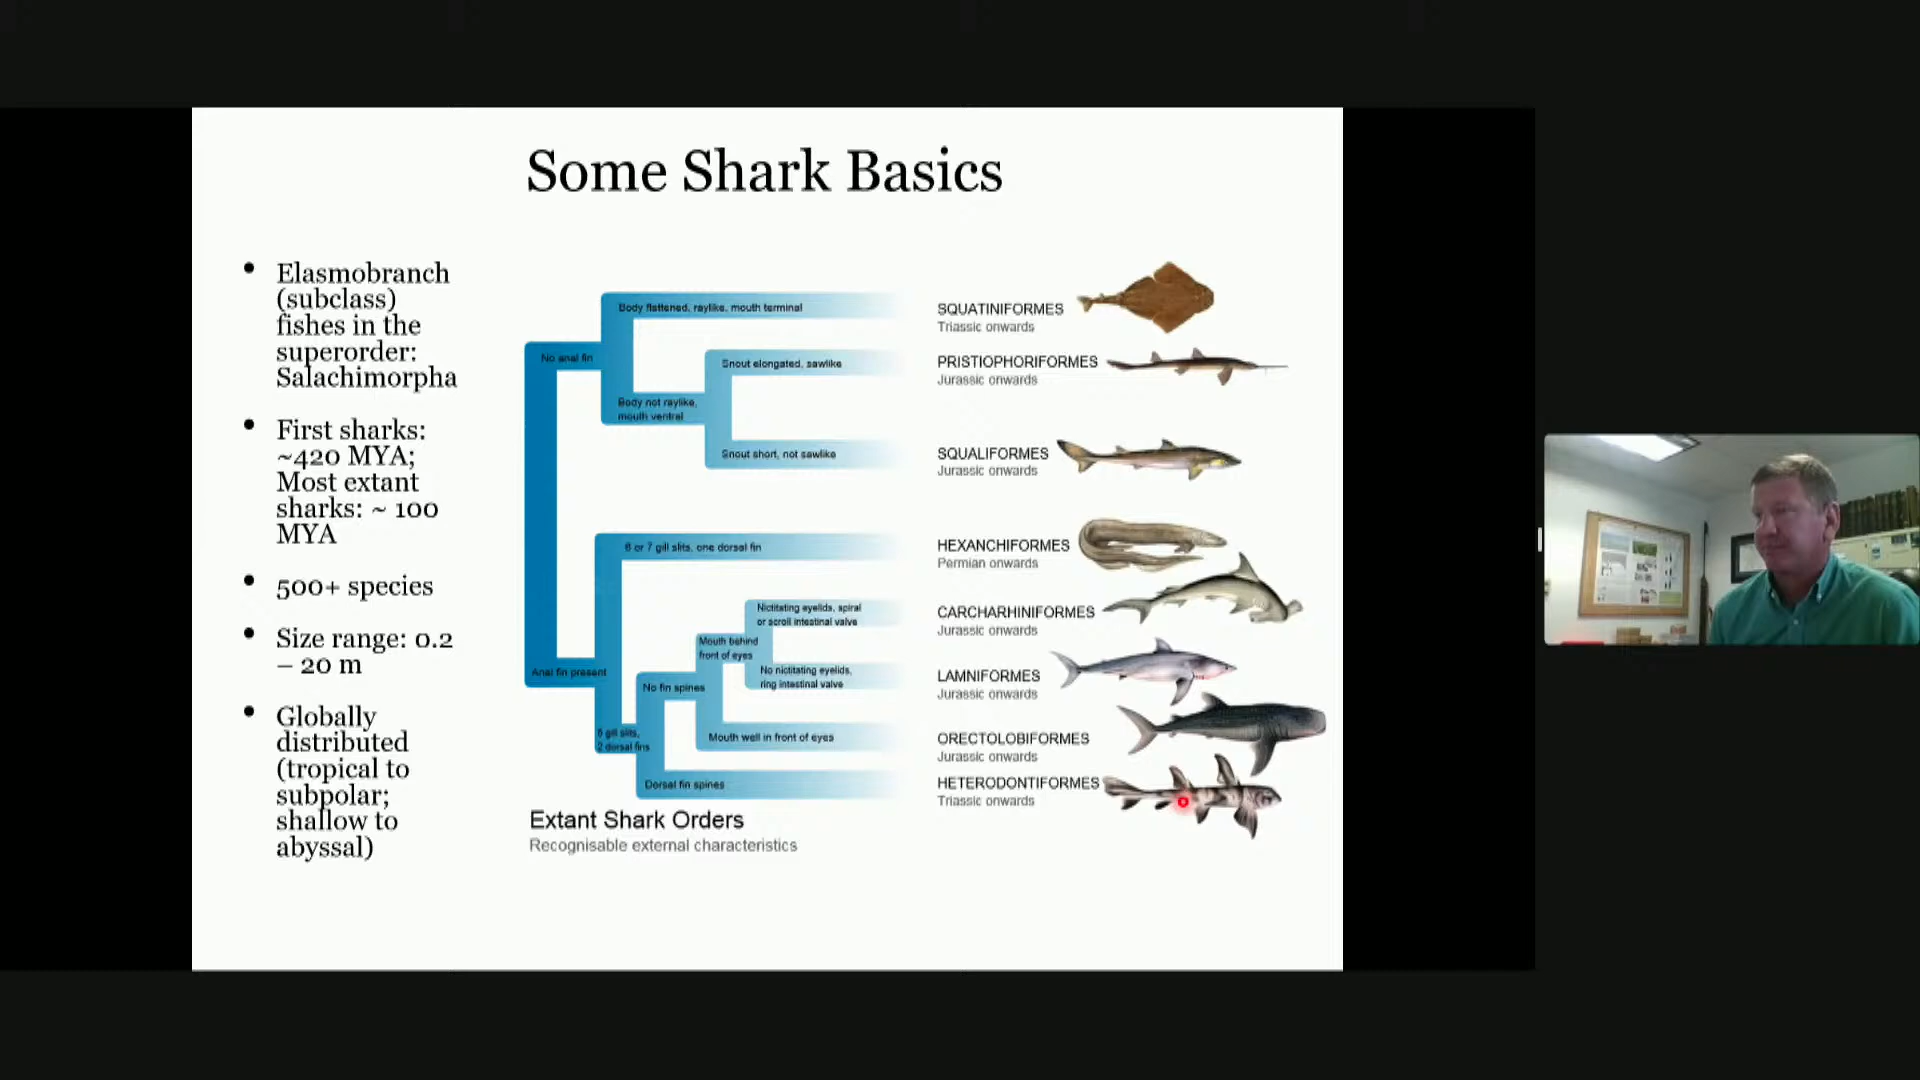 Some Shark Basics
• Elasmobranch
(subclass)
fishes in the
superorder:
Salachimorpha
• First sharks:
~420 MYA;
Most extant
sharks: ~ 100
MYA
• 500+ species
• Size range: 0.2
– 20 m
• Globally
distributed
(tropical to
subpolar;
shallow to
abyssal)
Body flattened, raylike, mouth terminal
No anal fin
Snout elongated, sawlike
Body not raylike,
mouth ventral
Snout short, not sawlike
6 or 7 gill slits, one dorsal fin
Nictitating eyelids, spiral
or scroll intestinal valve
Mouth behind
front of eyes
No nictitating eyelids,
ring intestinal valve
Anal fin present
No fin spines
5 gill slits,
2 dorsal fins
Mouth well in front of eyes
Dorsal fin spines
SQUATINIFORMES
Triassic onwards
PRISTIOPHORIFORMES
Jurassic onwards
SQUALIFORMES
Jurassic onwards
HEXANCHIFORMES
Permian onwards
CARCHARHINIFORMES
Jurassic onwards
LAMNIFORMES
Jurassic onwards
ORECTOLOBIFORMES
Jurassic onwards
HETERODONTIFORMES
Triassic onwards
Extant Shark Orders
Recognisable external characteristics